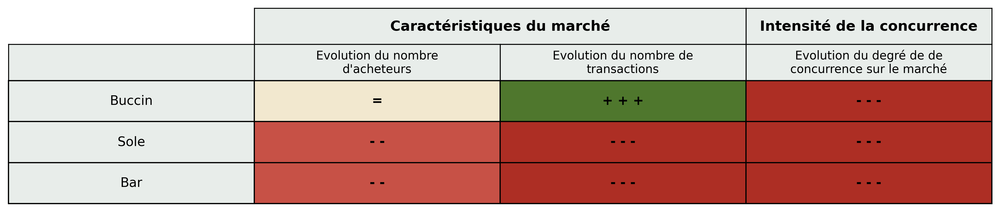 Caractéristiques du marché
Intensité de la concurrence
Evolution du nombre
d'acheteurs
Evolution du nombre de
transactions
Evolution du degré de de
concurrence sur le marché
Buccin
=
+ + +
- - -
Sole
- -
- - -
- - -
Bar
- -
- - -
- - -